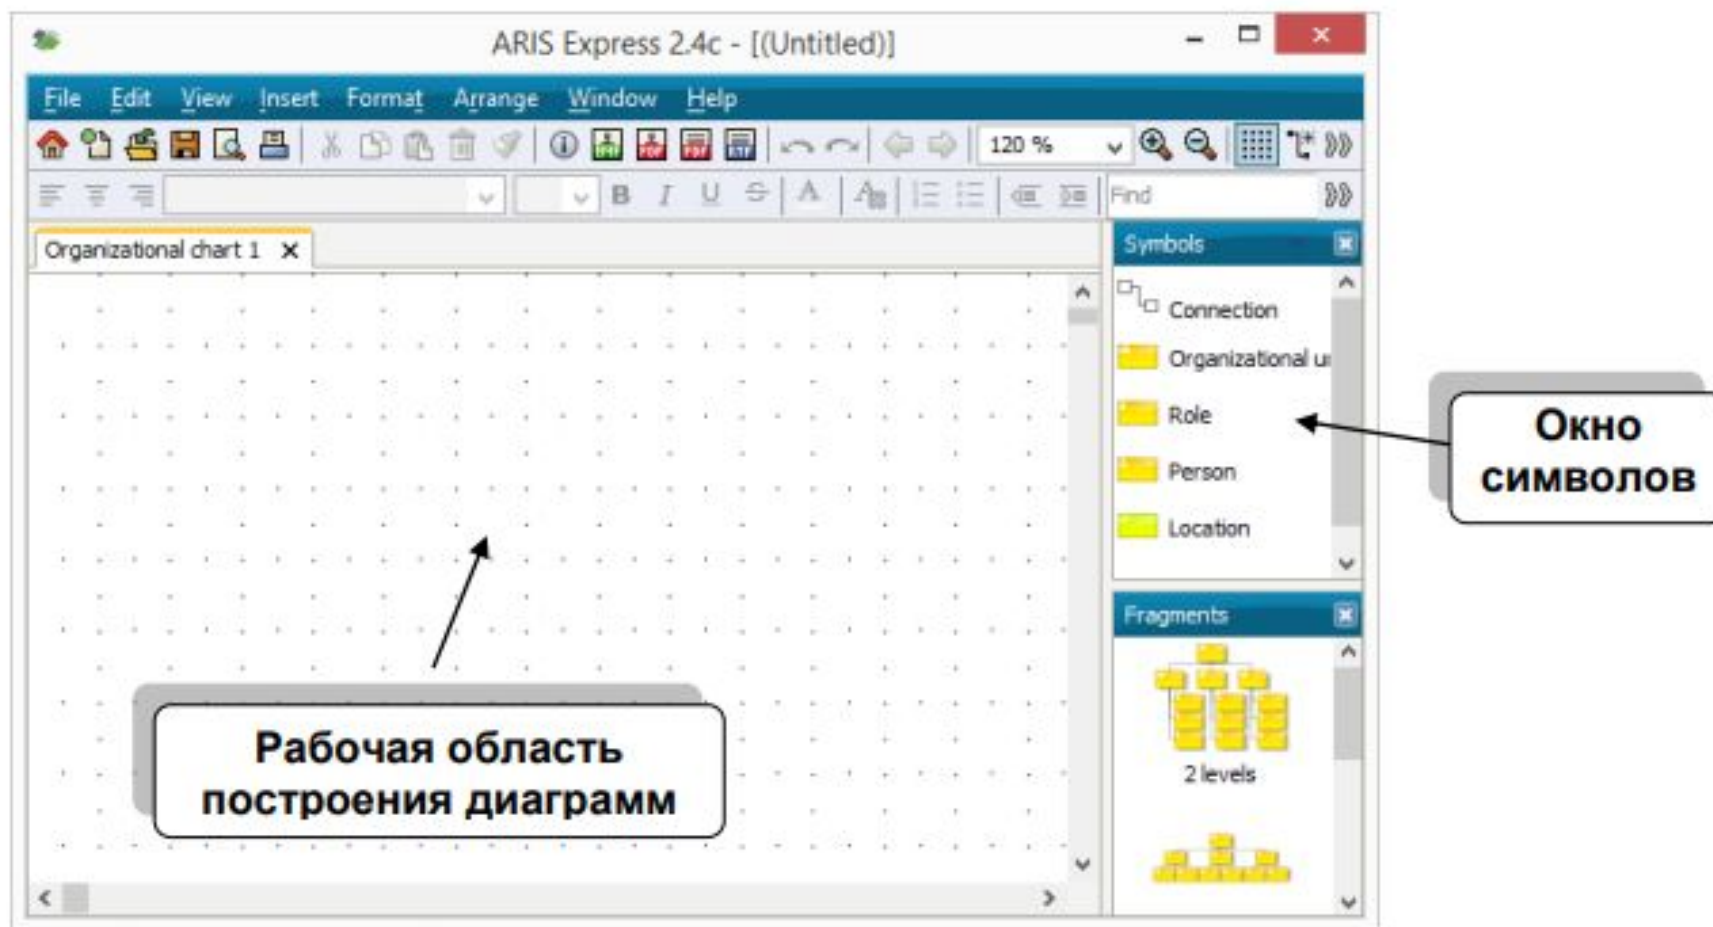 ARIS Express 2.4c - [(Untitled)]
File Edit View Insert Format Arrange Window Help
120 %
Find
Organizational chart 1
Symbols
Connection
Organizational
Role
Person
Location
Окно
символов
Fragments
2 levels
Рабочая область
построения диаграмм